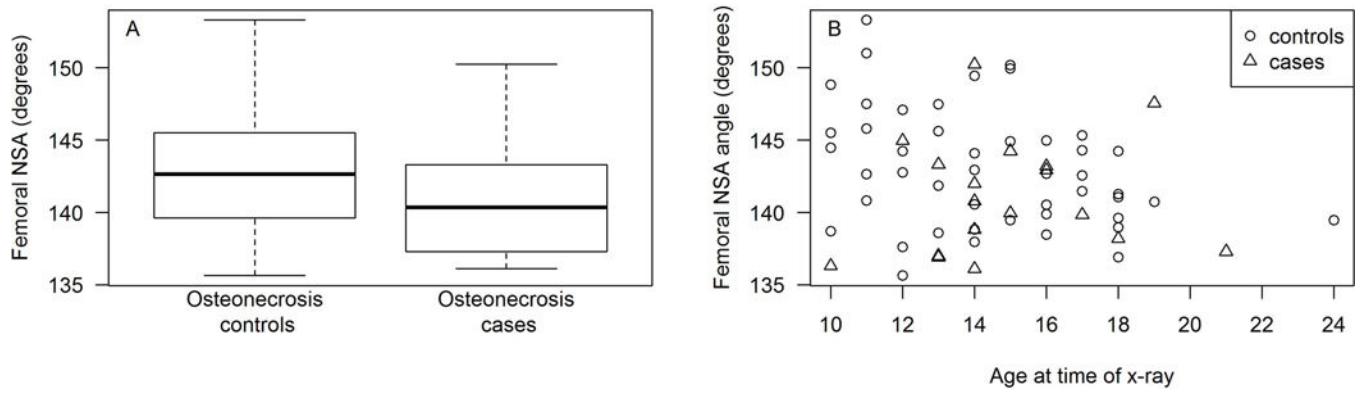 A
Femoral NSA (degrees)
150
145
140
135
Osteonecrosis
controls
Osteonecrosis
cases
B
controls
cases
Femoral NSA angle (degrees)
150
145
140
135
10 12 14 16 18 20 22 24
Age at time of x-ray